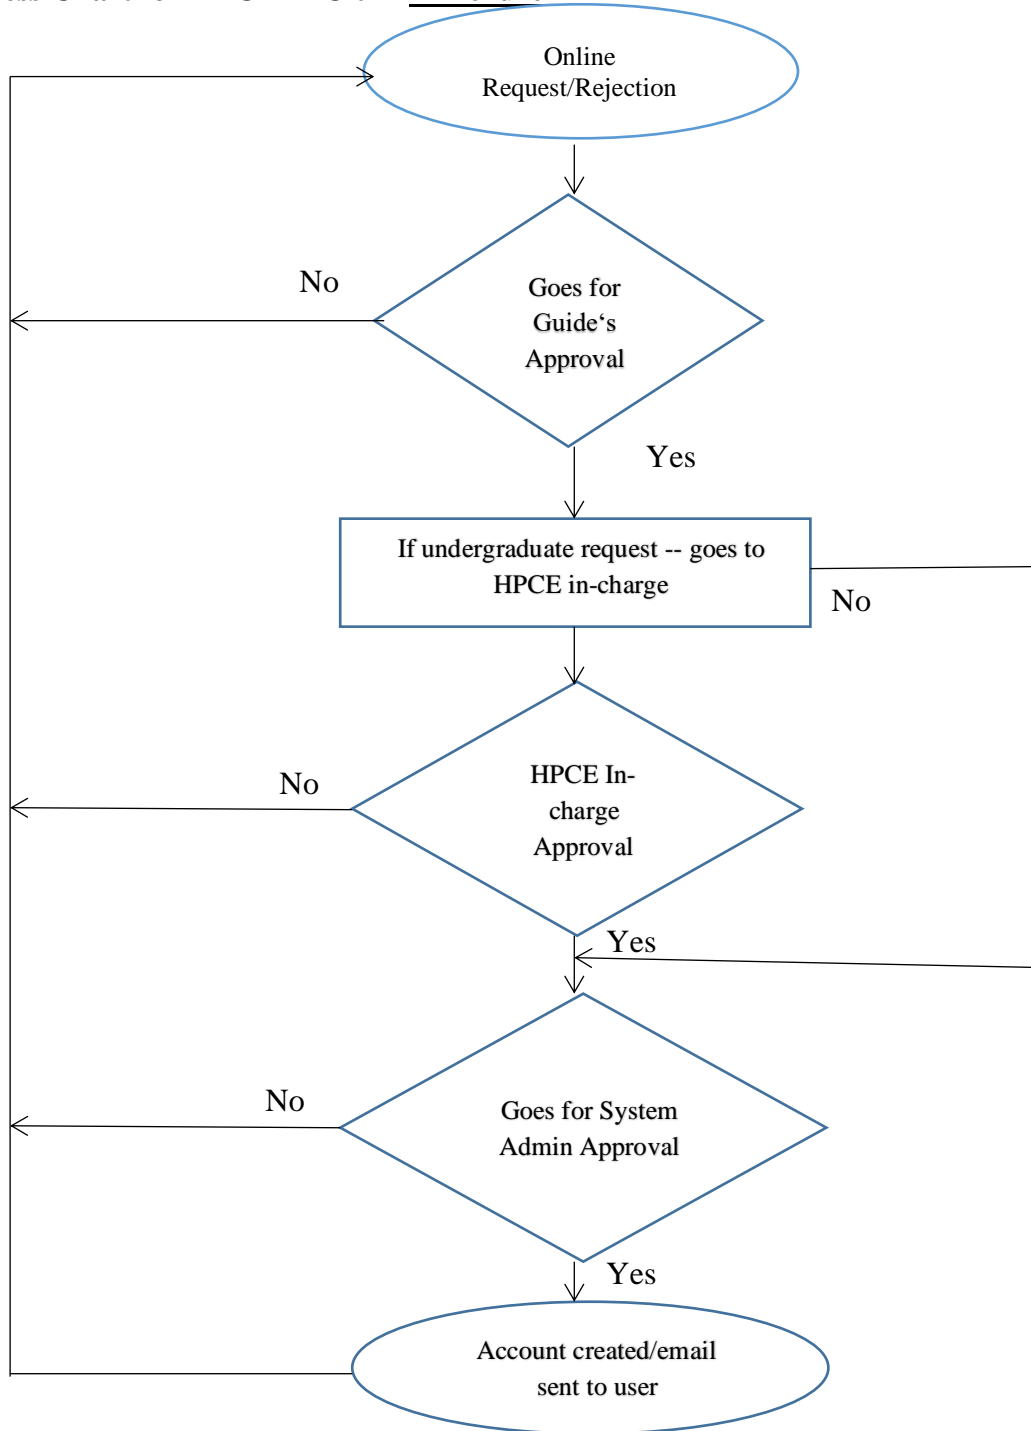 Online
Request/Rejection
No
Goes for
Guide‘s
Approval
Yes
If undergraduate request -- goes to
HPCE in-charge
No
No
HPCE In-
charge
Approval
Yes
No
Goes for System
Admin Approval
Yes
Account created/email
sent to user